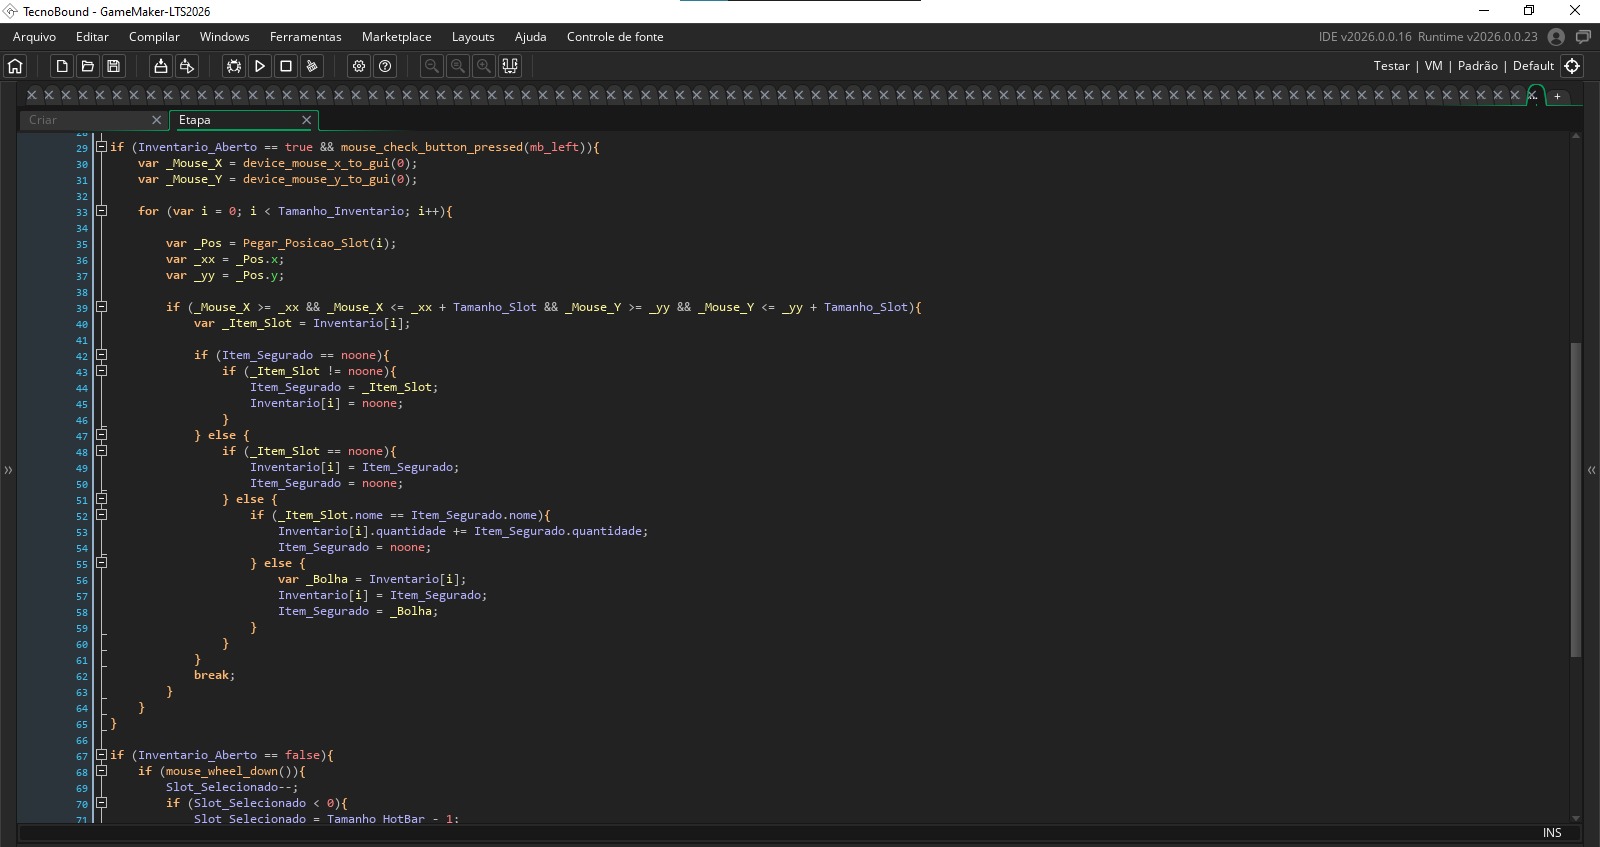 TecnoBound - GameMaker-LTS2026
Arquivo Editar Compilar Windows Ferramentas Marketplace Layouts Ajuda Controle de fonte IDE v2026.0.0.16 Runtime v2026.0.0.23
Testar | VM | Padrão | Default
Criar Etapa
28
29 if (Inventario_Aberto == true && mouse_check_button_pressed(mb_left)){
30 var _Mouse_X = device_mouse_x_to_gui(0);
31 var _Mouse_Y = device_mouse_y_to_gui(0);
32
33 for (var i = 0; i < Tamanho_Inventario; i++){
34
35 var _Pos = Pegar_Posicao_Slot(i);
36 var _xx = _Pos.x;
37 var _yy = _Pos.y;
38
39 if (_Mouse_X >= _xx && _Mouse_X <= _xx + Tamanho_Slot && _Mouse_Y >= _yy && _Mouse_Y <= _yy + Tamanho_Slot){
40 var _Item_Slot = Inventario[i];
41
42 if (Item_Segurado == noone){
43 if (_Item_Slot != noone){
44 Item_Segurado = _Item_Slot;
45 Inventario[i] = noone;
46 }
47 } else {
48 if (_Item_Slot == noone){
49 Inventario[i] = Item_Segurado;
50 Item_Segurado = noone;
51 } else {
52 if (_Item_Slot.nome == Item_Segurado.nome){
53 Inventario[i].quantidade += Item_Segurado.quantidade;
54 Item_Segurado = noone;
55 } else {
56 var _Bolha = Inventario[i];
57 Inventario[i] = Item_Segurado;
58 Item_Segurado = _Bolha;
59 }
60 }
61 }
62 break;
63 }
64 }
65 }
66
67 if (Inventario_Aberto == false){
68 if (mouse_wheel_down()){
69 Slot_Selecionado--;
70 if (Slot_Selecionado < 0){
71 Slot_Selecionado = Tamanho_HotBar - 1;
INS